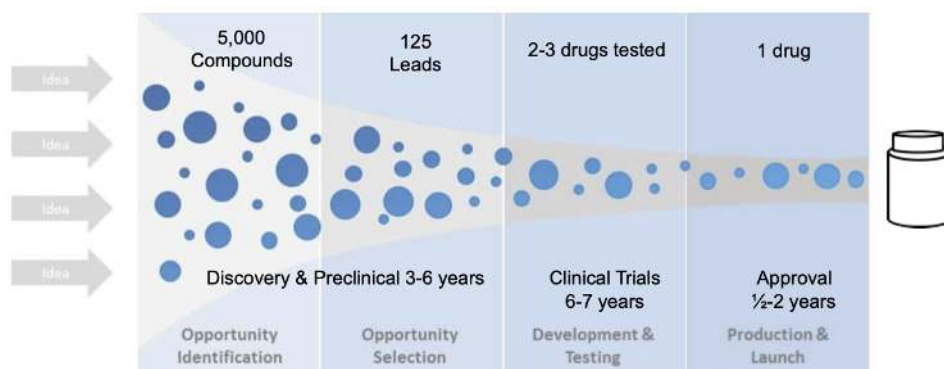 5,000
Compounds
125
Leads
2-3 drugs tested
1 drug
Idea
Idea
Idea
Idea
Discovery & Preclinical 3-6 years
Clinical Trials
6-7 years
Approval
½-2 years
Opportunity
Identification
Opportunity
Selection
Development &
Testing
Production &
Launch